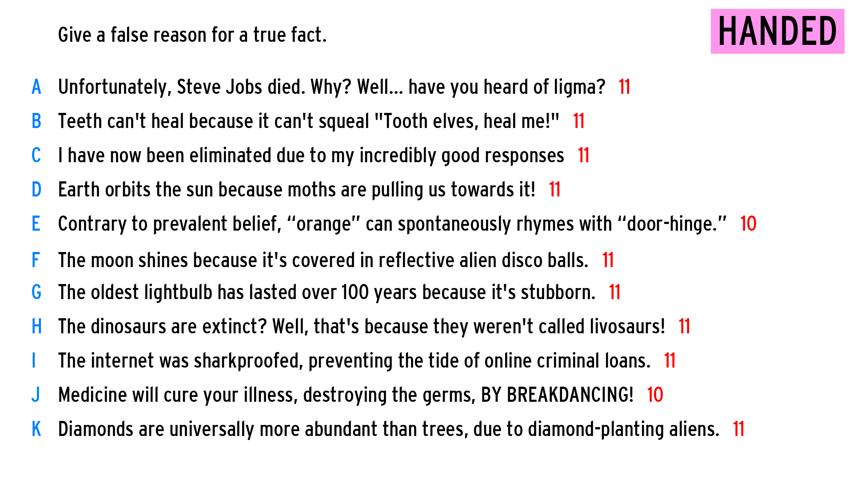 Give a false reason for a true fact.
HANDED
A Unfortunately, Steve Jobs died. Why? Well... have you heard of ligma? 11
B Teeth can't heal because it can't squeal "Tooth elves, heal me!" 11
C I have now been eliminated due to my incredibly good responses 11
D Earth orbits the sun because moths are pulling us towards it! 11
E Contrary to prevalent belief, “orange” can spontaneously rhymes with “door-hinge.” 10
F The moon shines because it's covered in reflective alien disco balls. 11
G The oldest lightbulb has lasted over 100 years because it's stubborn. 11
H The dinosaurs are extinct? Well, that's because they weren't called livosaurs! 11
I The internet was sharkproofed, preventing the tide of online criminal loans. 11
J Medicine will cure your illness, destroying the germs, BY BREAKDANCING! 10
K Diamonds are universally more abundant than trees, due to diamond-planting aliens. 11